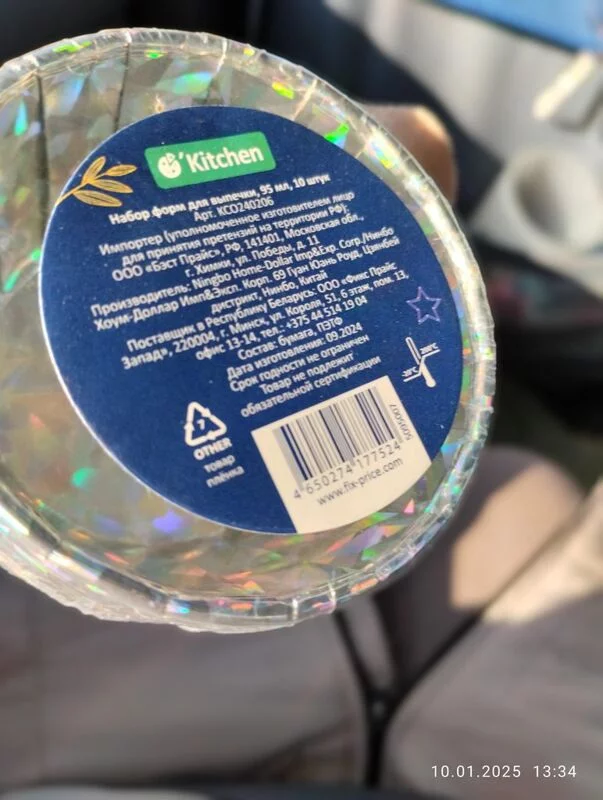 Kitchen
Набор форм для выпечки, 95 мл, 10 штук
Арт. KCO240206
Импортер (уполномоченное изготовителем лицо
для принятия претензий на территории РФ):
ООО «Бэст Прайс», РФ, 141401, Московская обл.,
г. Химки, ул. Победы, д. 11
Производитель: Ningbo Home-Dollar Imp&Exp. Corp./Нинбо
Хоум-Доллар Имп&Эксп. Корп. 69 Гуан Юань Роуд, Цзянбей
дистрикт, Нинбо, Китай
Поставщик в Республику Беларусь: ООО «Фикс Прайс
Запад», 220004, г. Минск, ул. Короля, 51, 6 этаж, пом. 13,
офис 13-14, тел.: +375 44 514 19 04
Состав: бумага, ПЭТФ
Дата изготовления: 09.2024
Срок годности не ограничен
Товар не подлежит
обязательной сертификации
-20°C
7
OTHER
товар
плёнка
5095007
4 650274 177524
www.fix-price.com
10.01.2025 13:34